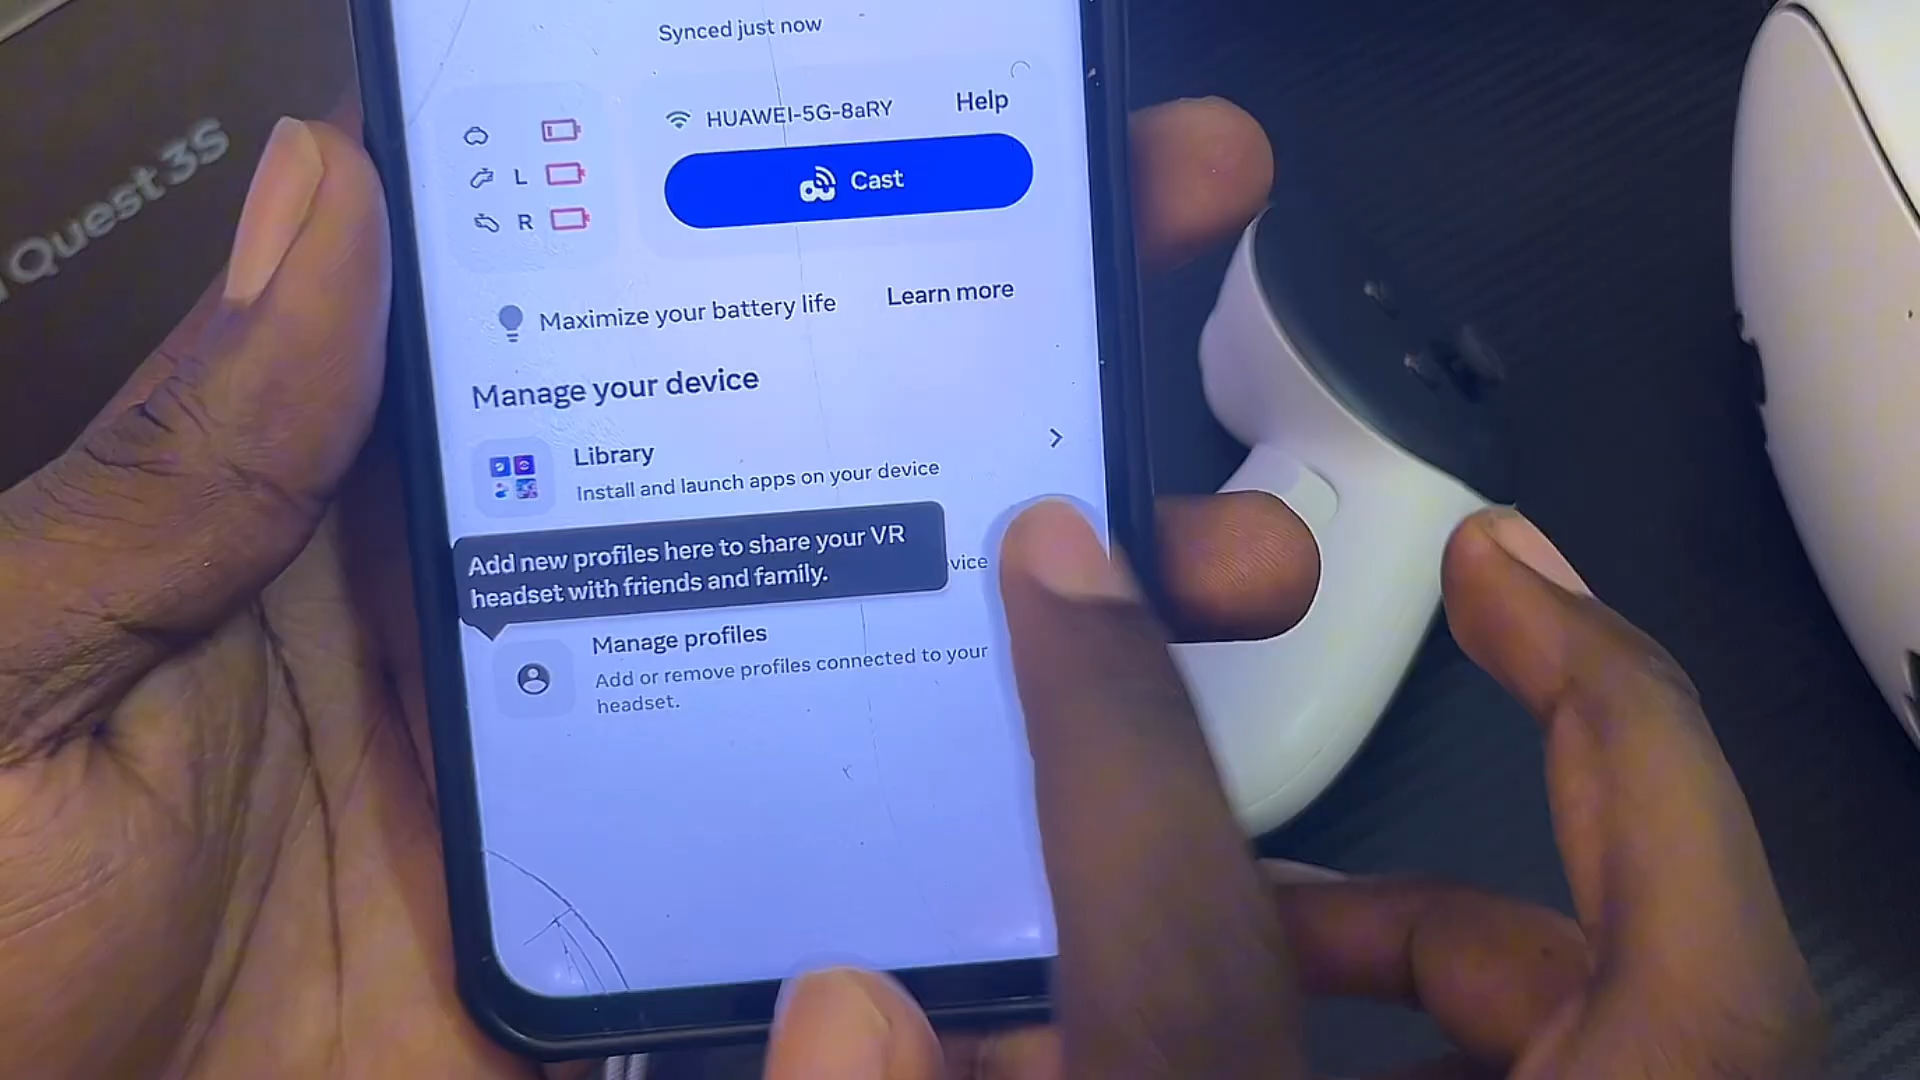 Quest 3S
Synced just now
HUAWEI-5G-8aRY
Help
L
R
Cast
Maximize your battery life
Learn more
Manage your device
Library
Install and launch apps on your device
Add new profiles here to share your VR
headset with friends and family.
vice
Manage profiles
Add or remove profiles connected to your
headset.